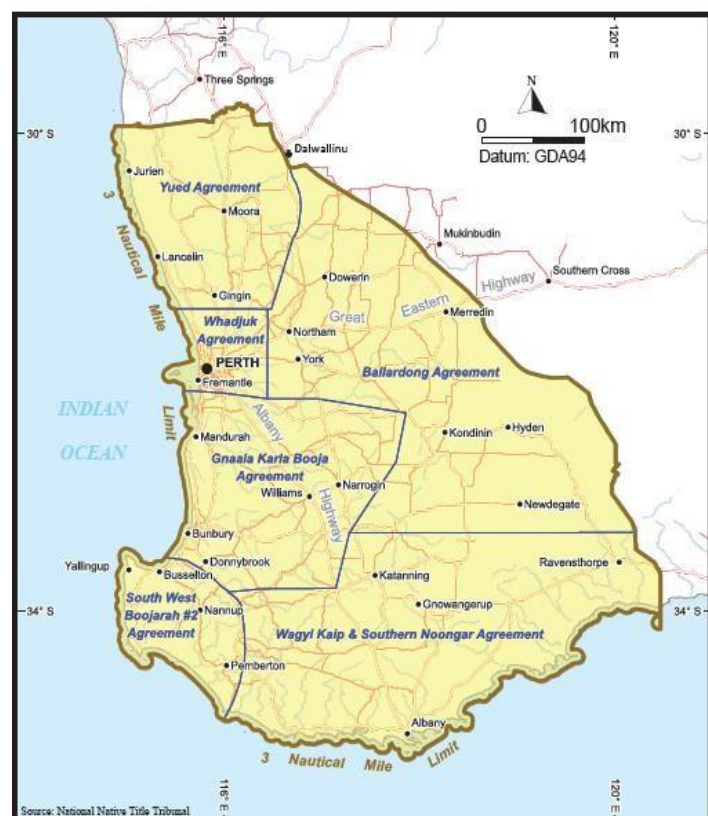 116° E
120° E
Three Springs
N
0 100km
Datum: GDA94
30° S
30° S
Dalwallinu
Jurien
Yued Agreement
Moora
3 Nautical Mile Limit
Mukinbudin
Lancelin
Southern Cross
Dowerin
Great Eastern Highway
Gingin
Merredin
Whadjuk
Agreement
Northam
York
PERTH
Ballardong Agreement
Fremantle
INDIAN
OCEAN
Albany Highway
Mandurah
Kondinin
Hyden
Gnaala Karla Booja
Agreement
Narrogin
Williams
Newdegate
Bunbury
Yallingup
Donnybrook
Busselton
Ravensthorpe
Katanning
South West
Boojarah #2
Agreement
Nannup
Gnowangerup
34° S
34° S
Wagyl Kaip & Southern Noongar Agreement
Pemberton
Albany
3 Nautical Mile Limit
116° E
120° E
Source: National Native Title Tribunal